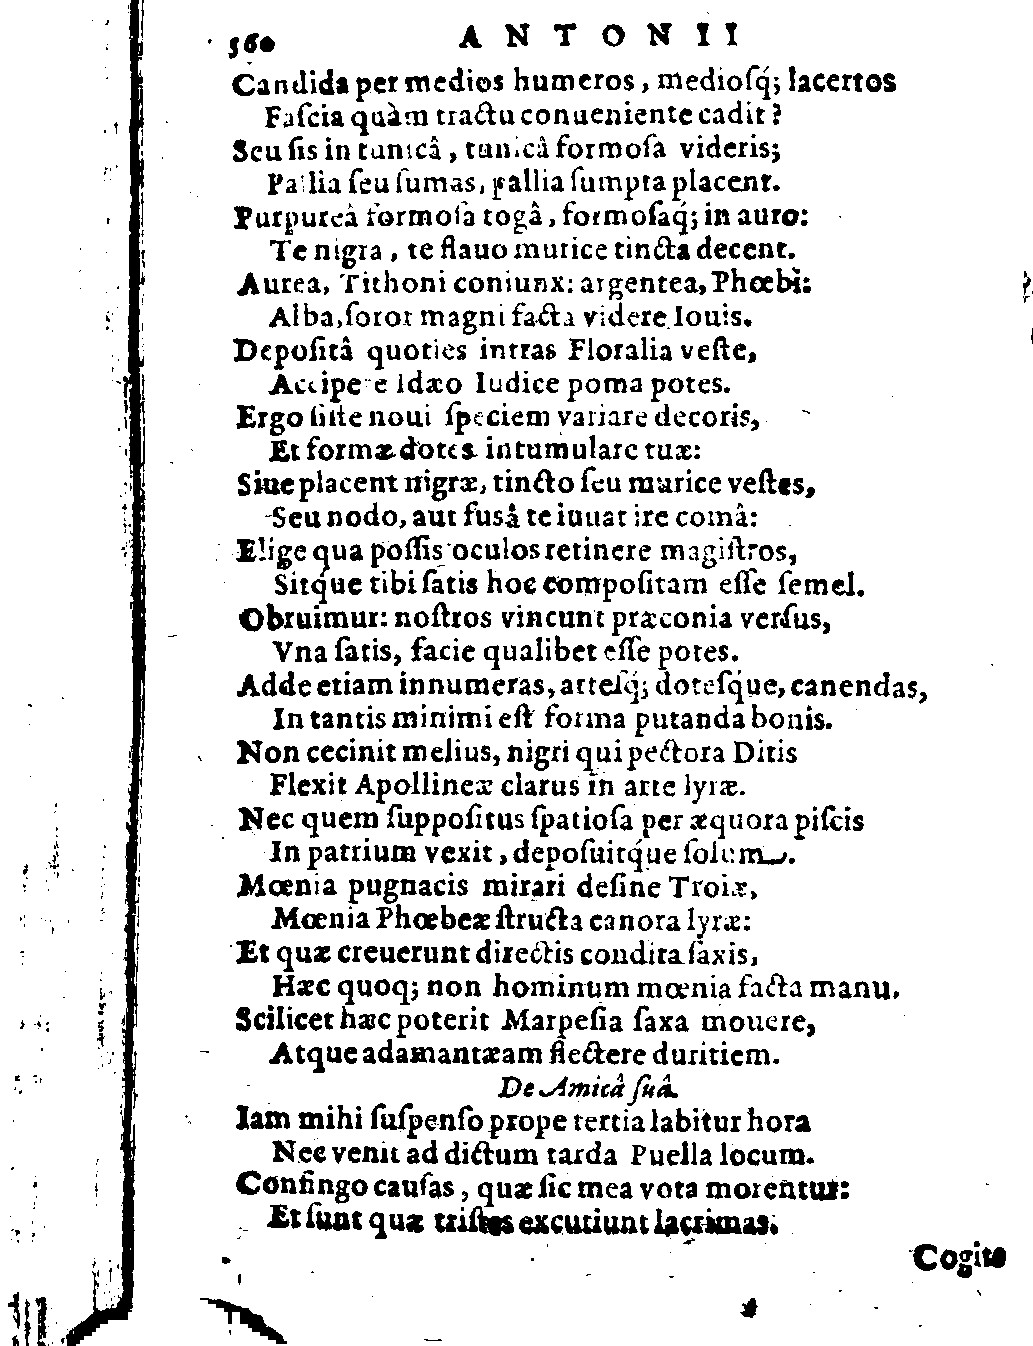 360 ANTONII
Candida per medios humeros, medioſq́; lacertos
Faſcia quàm tractu conueniente cadit?
Seu ſis in tunicâ, tunicâ formoſa videris;
Pallia ſeu ſumas, pallia ſumpta placent.
Purpureâ formoſa togâ, formoſaq́; in auro:
Te nigra, te flauo murice tincta decent.
Aurea, Tithoni coniunx: argentea, Phœbi:
Alba, ſoror magni facta videre Iouis.
Depoſitâ quoties intras Floralia veſte,
Accipere Idæo Iudice poma potes.
Ergo ſiſte noui ſpeciem variare decoris,
Et formæ dotes intumulare tuæ:
Siue placent nigræ, tincto ſeu murice veſtes,
Seu nodo, aut fusâ te iuuat ire comâ:
Elige qua poſſis oculos retinere magiſtros,
Sitq́ue tibi ſatis hoc compoſitam eſſe ſemel.
Obruimur: noſtros vincunt præconia verſus,
Vna ſatis, facie qualibet eſſe potes.
Adde etiam innumeras, arteſq́; doteſq́ue, canendas,
In tantis minimi eſt forma putanda bonis.
Non cecinit melius, nigri qui pectora Ditis
Flexit Apollineæ clarus in arte lyræ.
Nec quem ſuppoſitus ſpatioſa per æquora piſcis
In patrium vexit, depoſuitq́ue ſolum.
Mœnia pugnacis mirari deſine Troiæ,
Mœnia Phœbeæ ſtructa canora lyræ:
Et quæ creuerunt directis condita ſaxis,
Hæc quoq; non hominum mœnia facta manu.
Scilicet hæc poterit Marpeſia ſaxa mouere,
Atque adamantæam flectere duritiem.
De Amicâ ſuâ.
Iam mihi ſuſpenſo prope tertia labitur hora
Nec venit ad dictum tarda Puella locum.
Confingo cauſas, quæ ſic mea vota morentur:
Et ſunt quæ triſtes excutiunt lacrimas.
Cogito